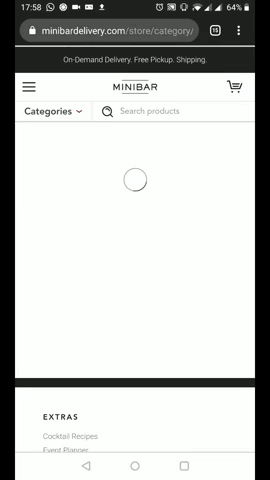 17:58
64%
minibardelivery.com/store/category/
15
On-Demand Delivery. Free Pickup. Shipping.
MINIBAR
Categories
Search products
EXTRAS
Cocktail Recipes
Event Planner